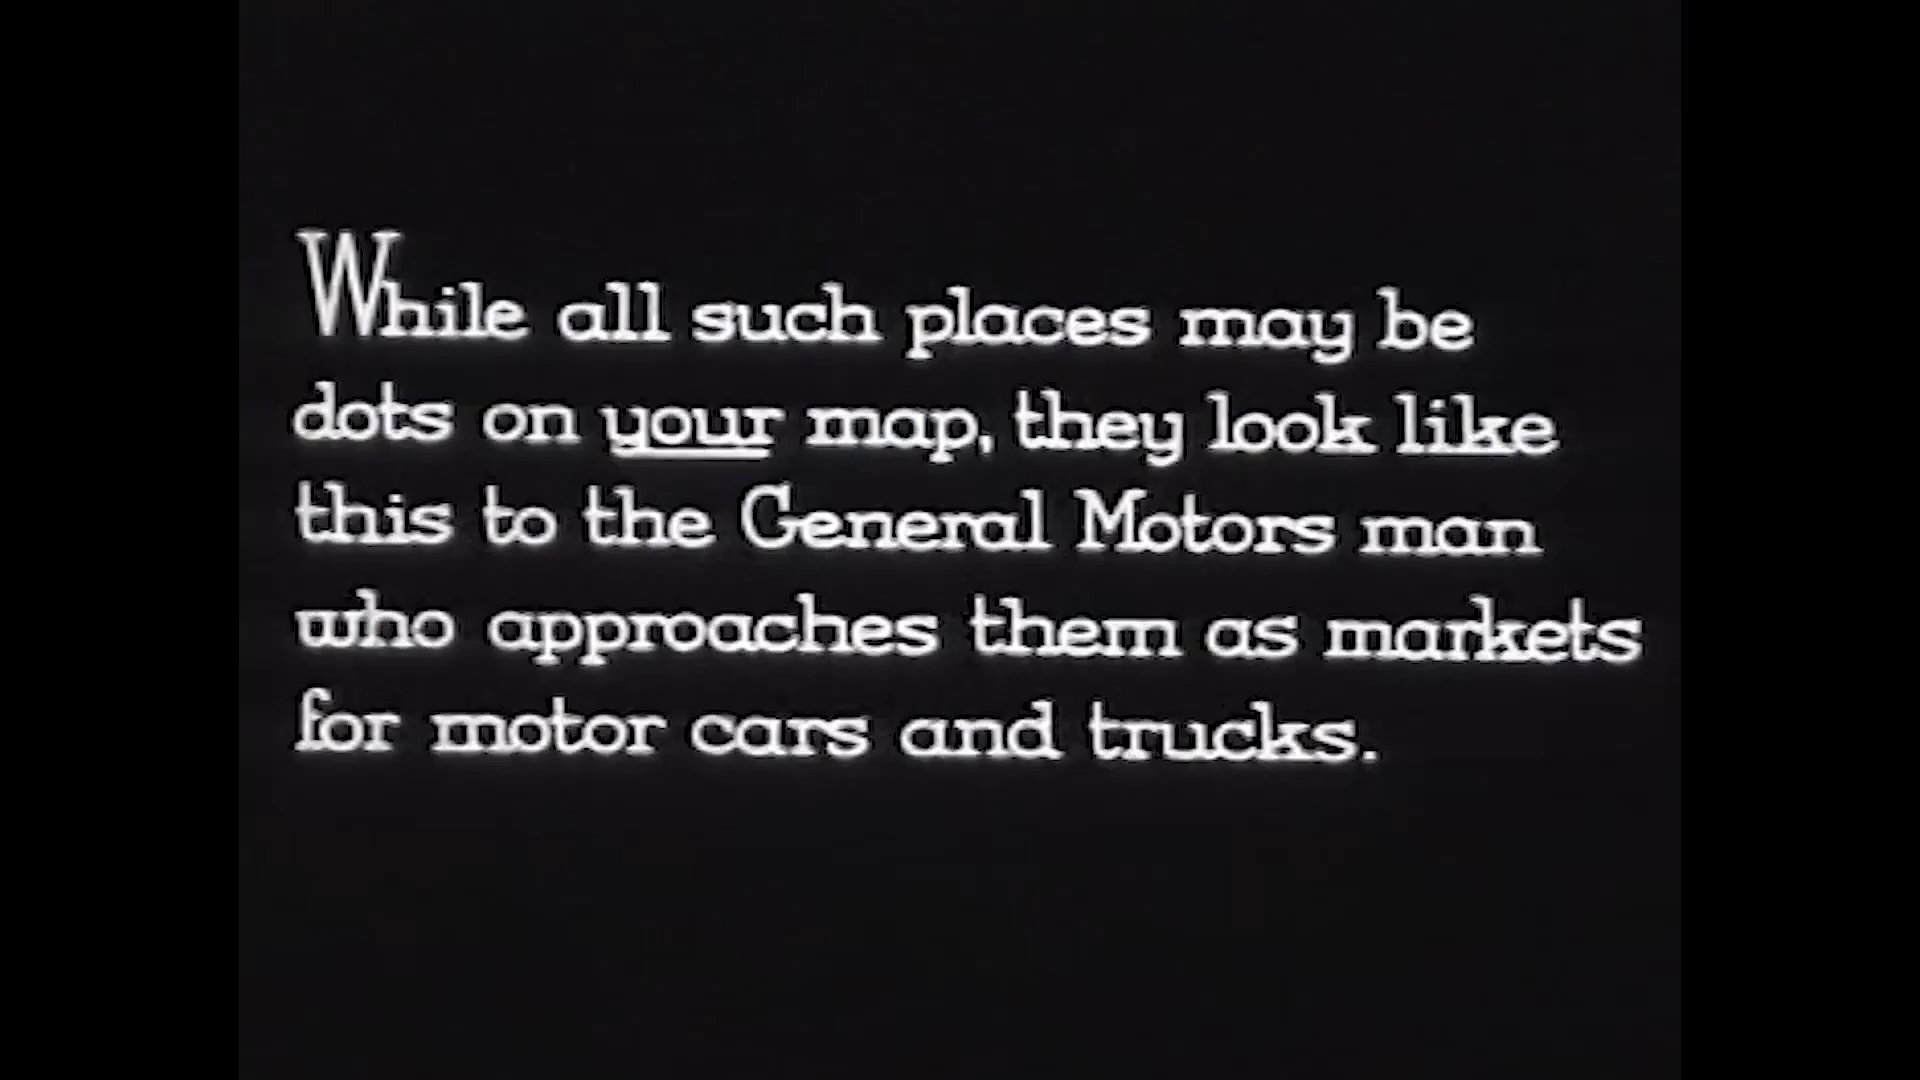 While all such places may be
dots on your map, they look like
this to the General Motors man
who approaches them as markets
for motor cars and trucks.